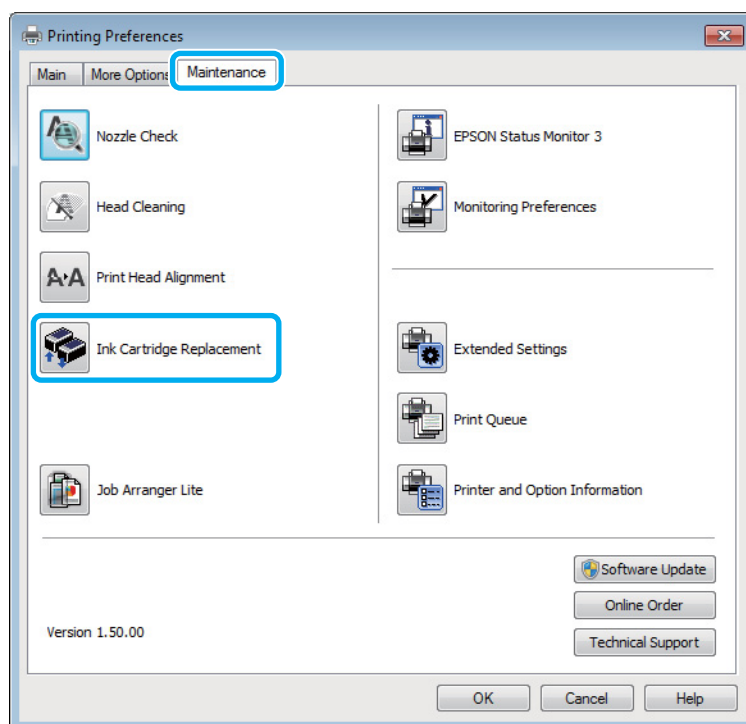 Printing Preferences
Main More Options Maintenance
Nozzle Check
EPSON Status Monitor 3
Head Cleaning
Monitoring Preferences
Print Head Alignment
Ink Cartridge Replacement
Extended Settings
Print Queue
Job Arranger Lite
Printer and Option Information
Software Update
Online Order
Version 1.50.00
Technical Support
OK Cancel Help